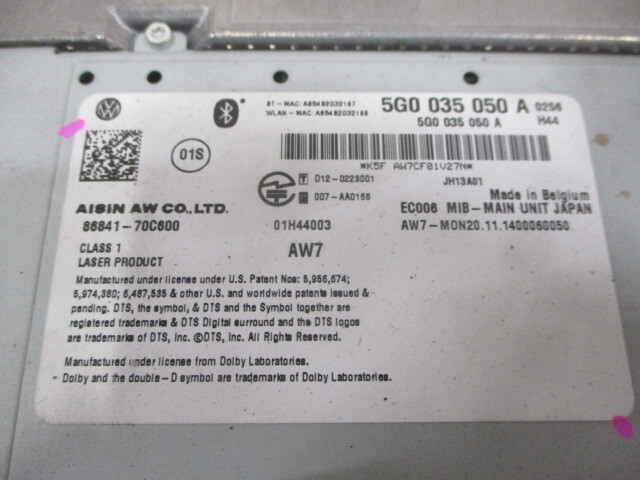 BT-MAC: A85482D32187
WLAN-MAC: A85482D32188
5G0 035 050 A 0256
5G0 035 050 A H44
01S
*K5F AW7CF01V27N*
T D12-0223001
JH13A01
007-AA0168
Made in Belgium
AISIN AW CO., LTD.
EC006 MIB-MAIN UNIT JAPAN
86841-70C600
01H44003
AW7-MON20.11.1400060050
CLASS 1
LASER PRODUCT
AW7
Manufactured under license under U.S. Patent Nos: 5,956,674;
5,974,380; 6,487,535 & other U.S. and worldwide patents issued &
pending. DTS, the symbol, & DTS and the Symbol together are
registered trademarks & DTS Digital surround and the DTS logos
are trademarks of DTS, Inc. ©DTS, Inc. All Rights Reserved.
Manufactured under license from Dolby Laboratories.
Dolby and the double-D symbol are trademarks of Dolby Laboratories.